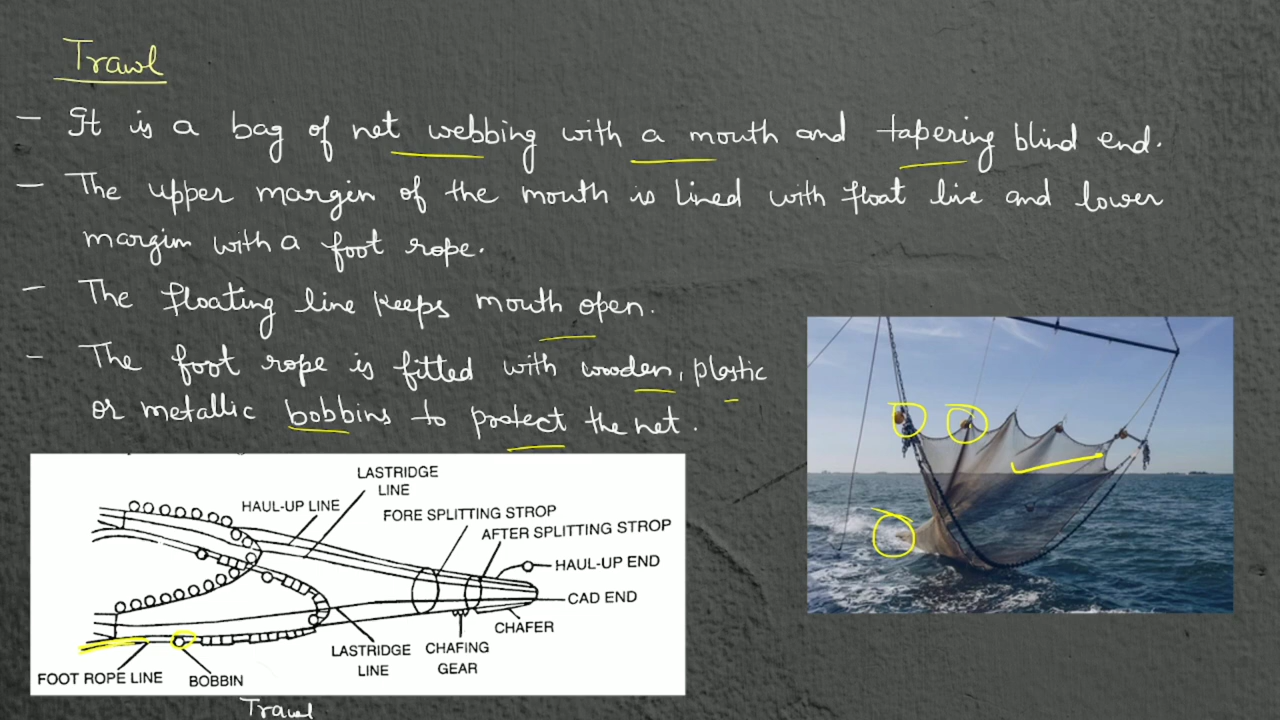 Trawl
– It is a bag of net webbing with a mouth and tapering blind end.
– The upper margin of the mouth is lined with float line and lower
margin with a foot rope.
– The floating line keeps mouth open.
– The foot rope is fitted with wooden, plastic
or metallic bobbins to protect the net.
LASTRIDGE
LINE
HAUL-UP LINE
FORE SPLITTING STROP
AFTER SPLITTING STROP
HAUL-UP END
CAD END
CHAFER
LASTRIDGE
LINE
CHAFING
GEAR
FOOT ROPE LINE
BOBBIN
Trawl